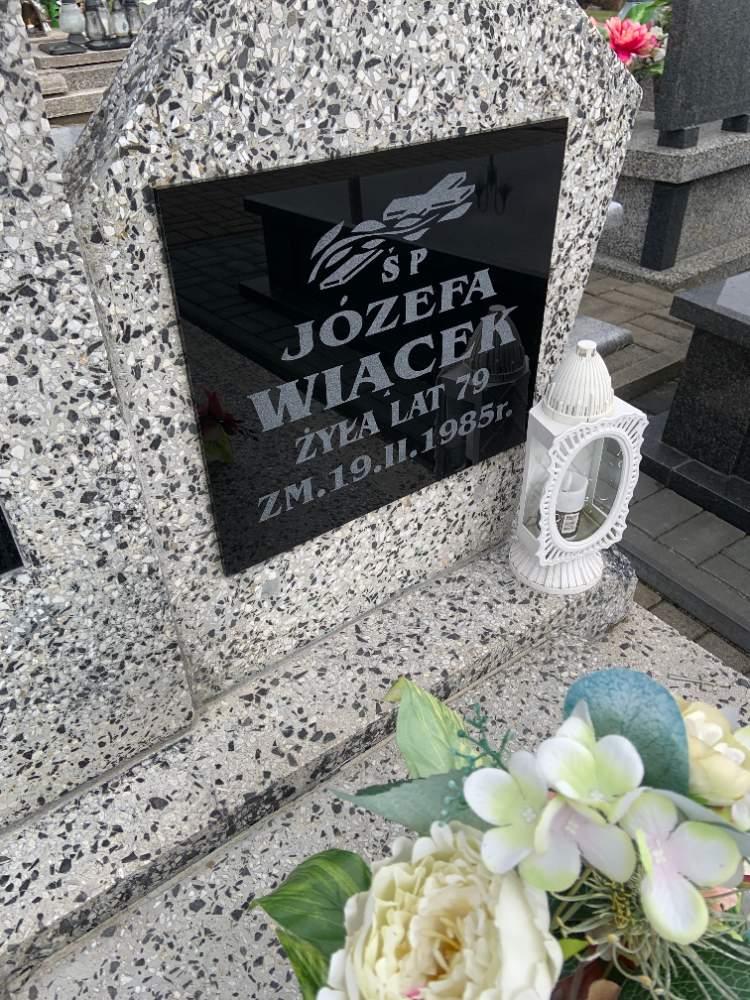 ŚP
JÓZEFA
WIĄCEK
ŻYŁA LAT 79
ZM.19.II.1985r.